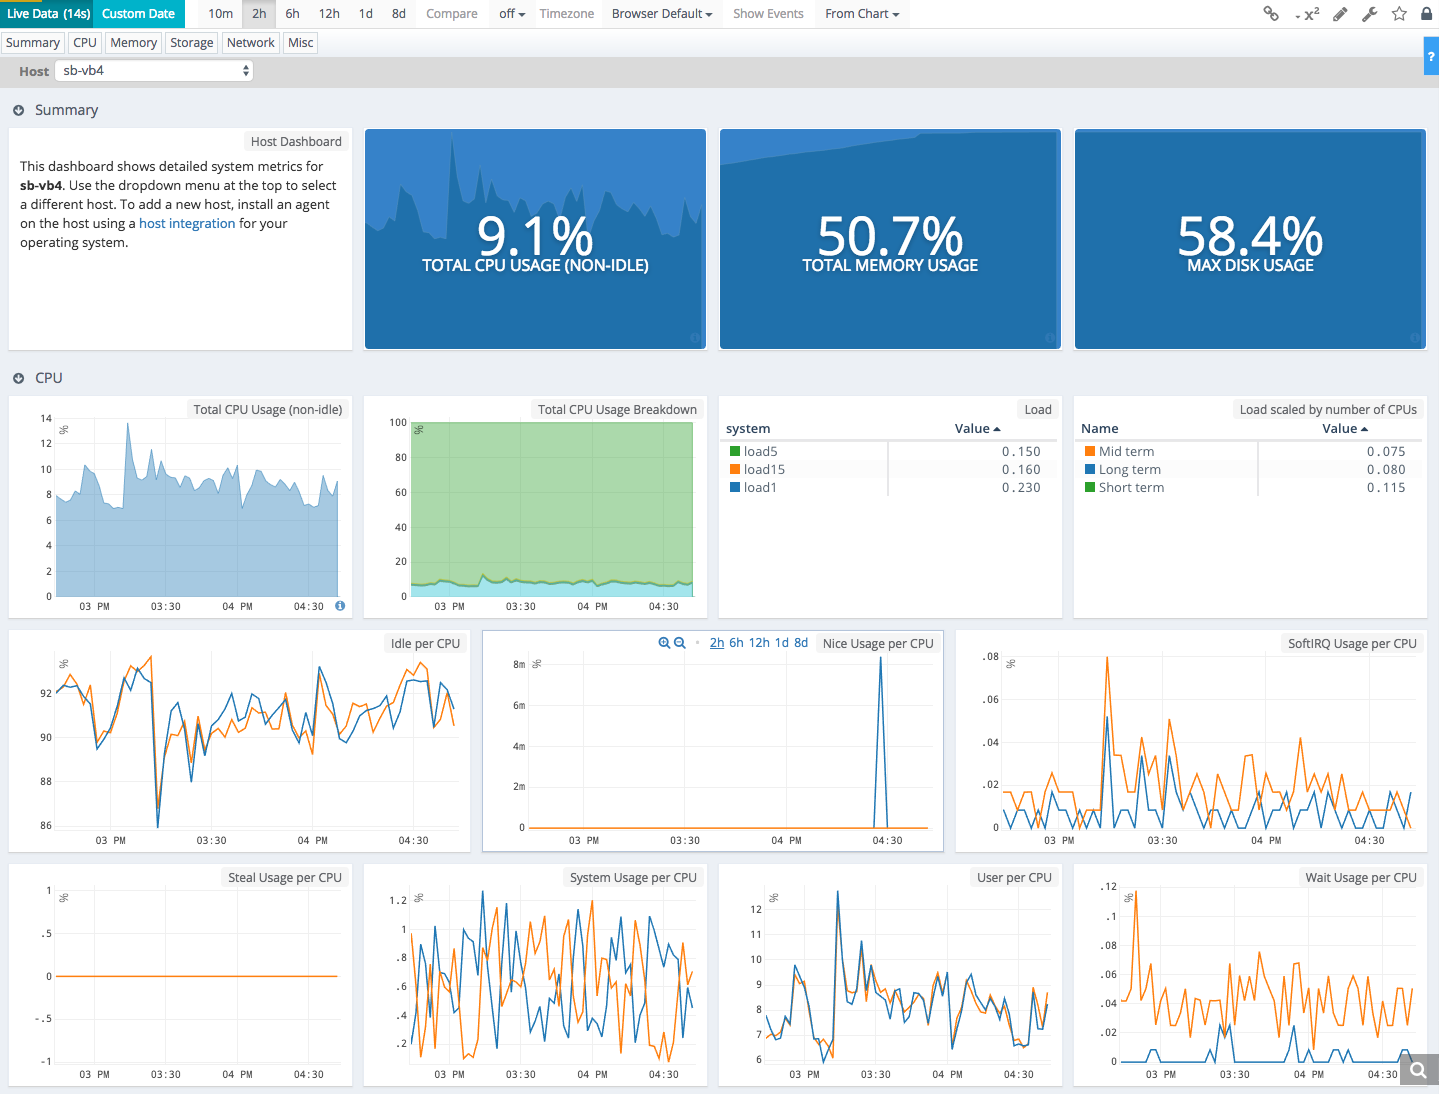 Live Data (14s) Custom Date 10m 2h 6h 12h 1d 8d Compare off Timezone Browser Default Show Events From Chart x²
Summary CPU Memory Storage Network Misc
?
Host sb-vb4
Summary
Host Dashboard
This dashboard shows detailed system metrics for
sb-vb4. Use the dropdown menu at the top to select
a different host. To add a new host, install an agent
on the host using a host integration for your
operating system.
9.1%
TOTAL CPU USAGE (NON-IDLE)
50.7%
TOTAL MEMORY USAGE
58.4%
MAX DISK USAGE
CPU
Total CPU Usage (non-idle)
%
14
12
10
8
6
4
2
0
03 PM 03:30 04 PM 04:30
Total CPU Usage Breakdown
%
100
80
60
40
20
0
03 PM 03:30 04 PM 04:30
Load
system Value
load5 0.150
load15 0.160
load1 0.230
Load scaled by number of CPUs
Name Value
Mid term 0.075
Long term 0.080
Short term 0.115
Idle per CPU
%
92
90
88
86
03 PM 03:30 04 PM 04:30
2h 6h 12h 1d 8d Nice Usage per CPU
%
8m
6m
4m
2m
0
03 PM 03:30 04 PM 04:30
SoftIRQ Usage per CPU
%
.08
.06
.04
.02
0
03 PM 03:30 04 PM 04:30
Steal Usage per CPU
%
1
.5
0
-.5
-1
03 PM 03:30 04 PM 04:30
System Usage per CPU
%
1.2
1
.8
.6
.4
.2
03 PM 03:30 04 PM 04:30
User per CPU
%
12
11
10
9
8
7
6
03 PM 03:30 04 PM 04:30
Wait Usage per CPU
%
.12
.1
.08
.06
.04
.02
0
03 PM 03:30 04 PM 04:30